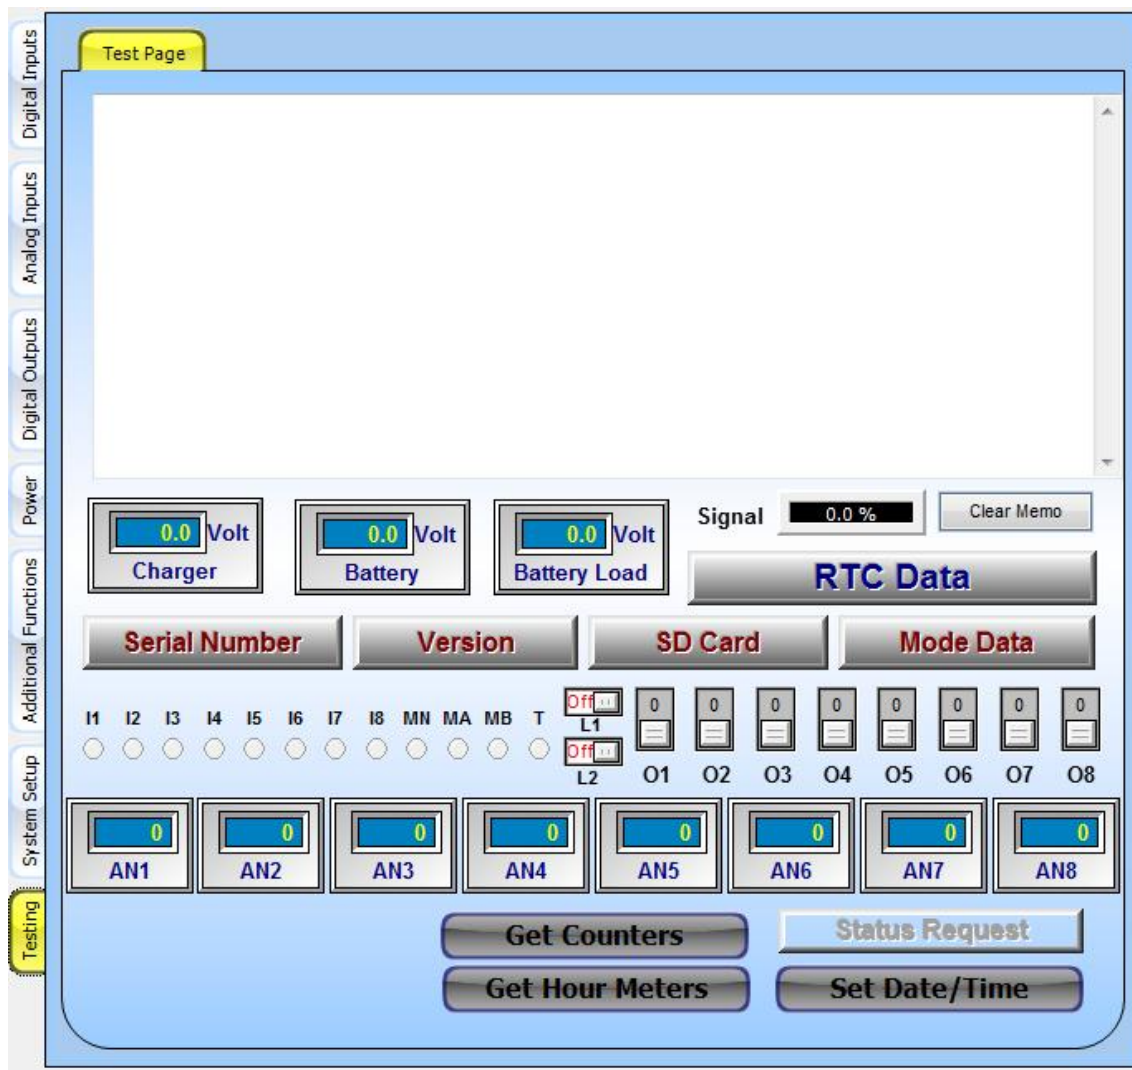 Digital Inputs
Analog Inputs
Digital Outputs
Power
Additional Functions
System Setup
Testing
Test Page
0.0 Volt
Charger
0.0 Volt
Battery
0.0 Volt
Battery Load
Signal 0.0 % Clear Memo
RTC Data
Serial Number Version SD Card Mode Data
I1 I2 I3 I4 I5 I6 I7 I8 MN MA MB T
Off
L1
Off
L2
0 0 0 0 0 0 0 0
O1 O2 O3 O4 O5 O6 O7 O8
0 0 0 0 0 0 0 0
AN1 AN2 AN3 AN4 AN5 AN6 AN7 AN8
Get Counters Status Request
Get Hour Meters Set Date/Time